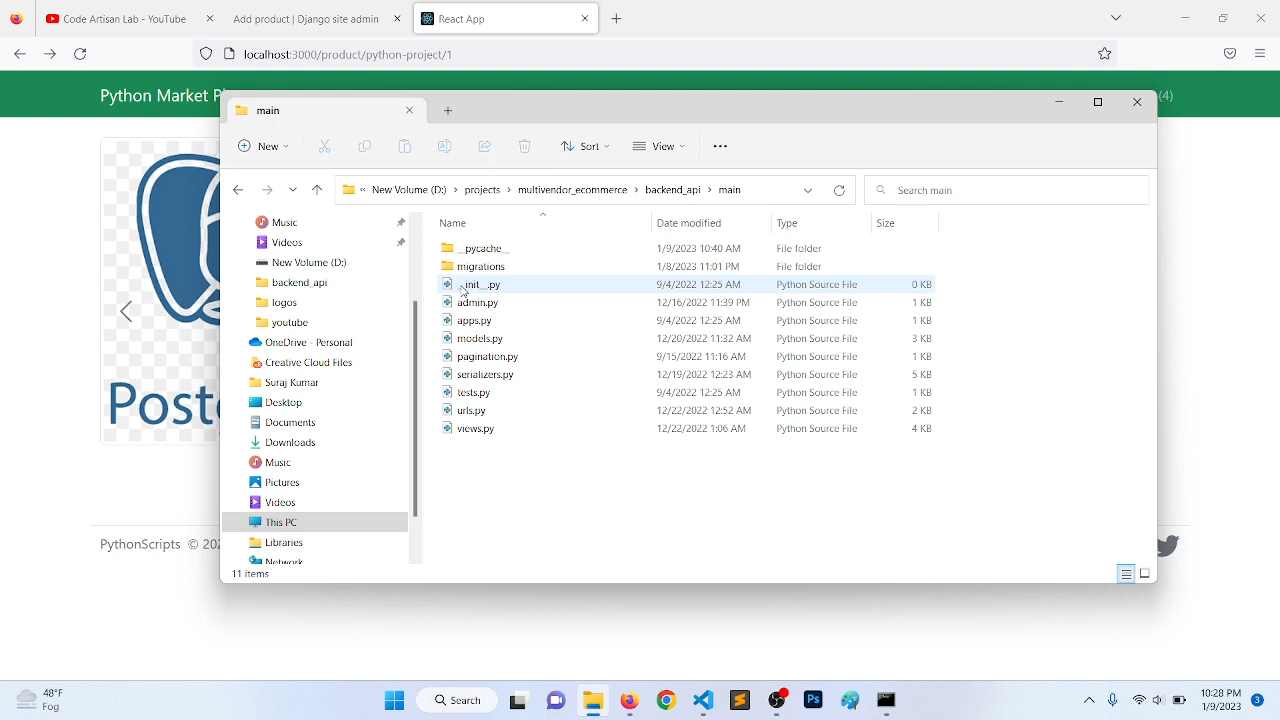 Code Artisan Lab - YouTube
Add product | Django site admin
React App
localhost:3000/product/python-project/1
Python Market Pl
(4)
main
New
Sort
View
« New Volume (D:) > projects > multivendor_ecommerce > backend_api > main
Search main
Name Date modified Type Size
Music
Videos
New Volume (D:)
backend_api
logos
youtube
OneDrive - Personal
Creative Cloud Files
Suraj Kumar
Desktop
Documents
Downloads
Music
Pictures
Videos
This PC
Libraries
Network
__pycache__ 1/9/2023 10:40 AM File folder
migrations 1/8/2023 11:01 PM File folder
__init__.py 9/4/2022 12:25 AM Python Source File 0 KB
admin.py 12/16/2022 11:39 PM Python Source File 1 KB
apps.py 9/4/2022 12:25 AM Python Source File 1 KB
models.py 12/20/2022 11:32 AM Python Source File 3 KB
pagination.py 9/15/2022 11:16 AM Python Source File 1 KB
serializers.py 12/19/2022 12:23 AM Python Source File 5 KB
tests.py 9/4/2022 12:25 AM Python Source File 1 KB
urls.py 12/22/2022 12:52 AM Python Source File 2 KB
views.py 12/22/2022 1:06 AM Python Source File 4 KB
11 items
Poste
PythonScripts © 202
48°F
Fog
Search
Ps
10:28 PM
1/9/2023
3